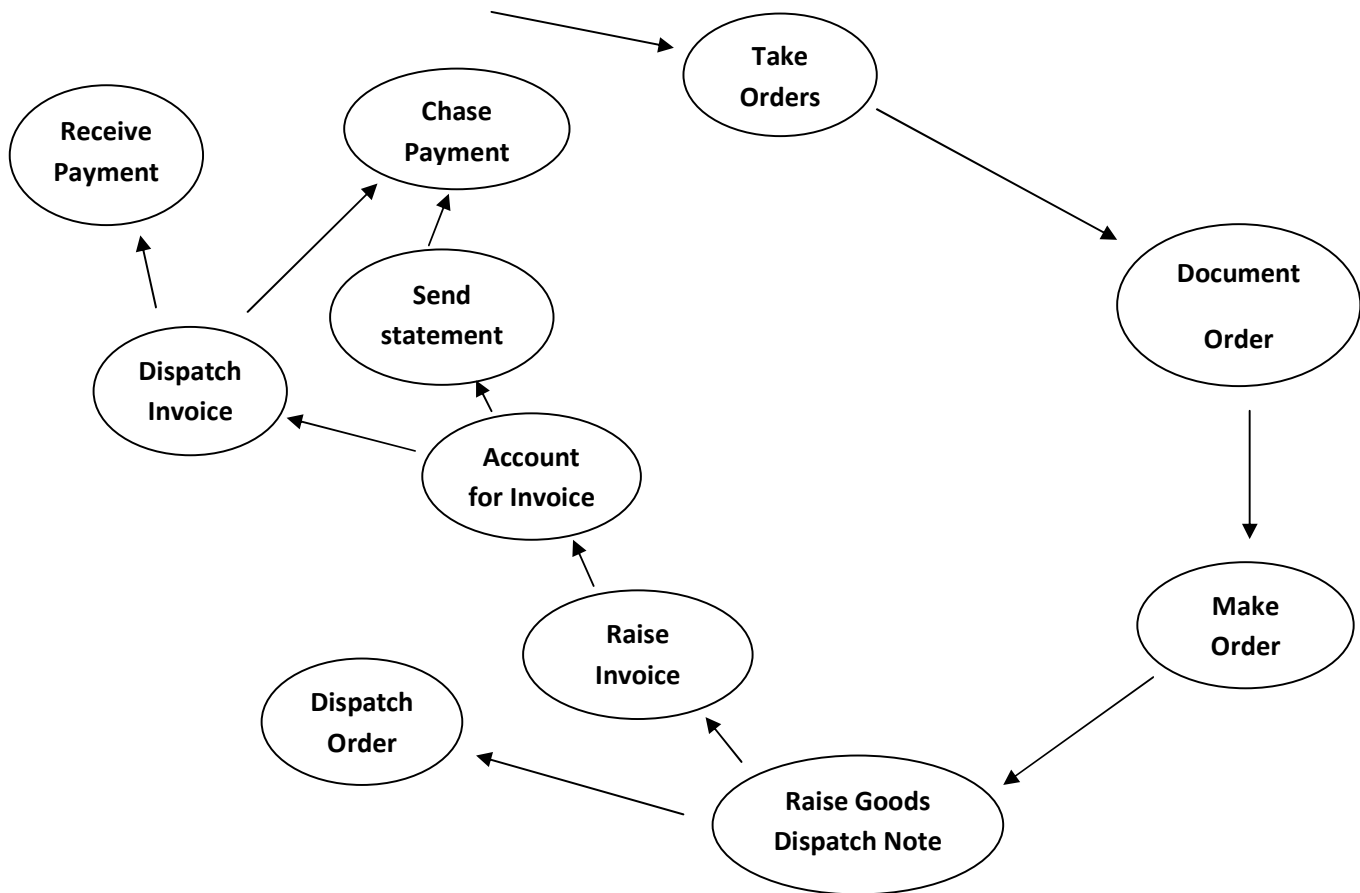 Take
Orders
Receive
Payment
Chase
Payment
Document
Order
Send
statement
Dispatch
Invoice
Account
for Invoice
Make
Order
Raise
Invoice
Dispatch
Order
Raise Goods
Dispatch Note